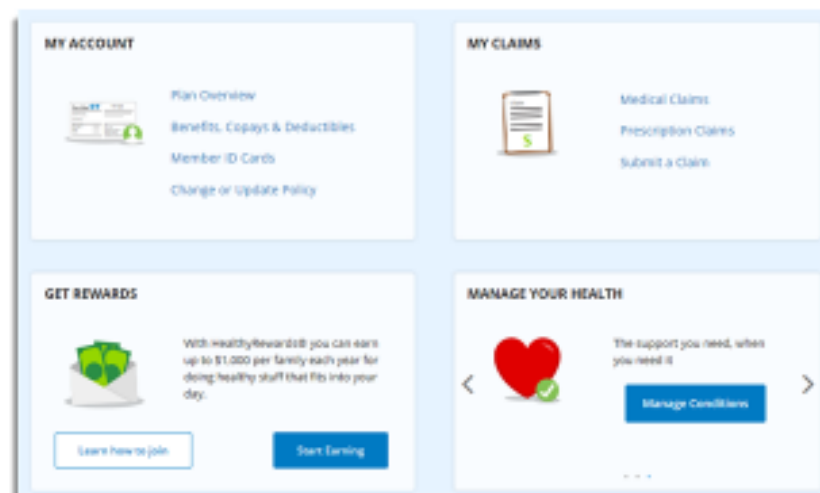 MY ACCOUNT
Plan Overview
Benefits, Copays & Deductibles
Member ID Cards
Change or Update Policy
MY CLAIMS
Medical Claims
Prescription Claims
Submit a Claim
GET REWARDS
With HealthyRewards® you can earn
up to $1,000 per family each year for
doing healthy stuff that fits into your
day.
Learn how to join
Start Earning
MANAGE YOUR HEALTH
The support you need, when
you need it
Manage Conditions